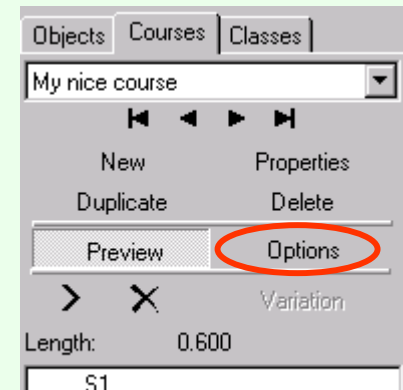 Objects Courses Classes
My nice course
New Properties
Duplicate Delete
Preview Options
Variation
Length: 0.600
S1